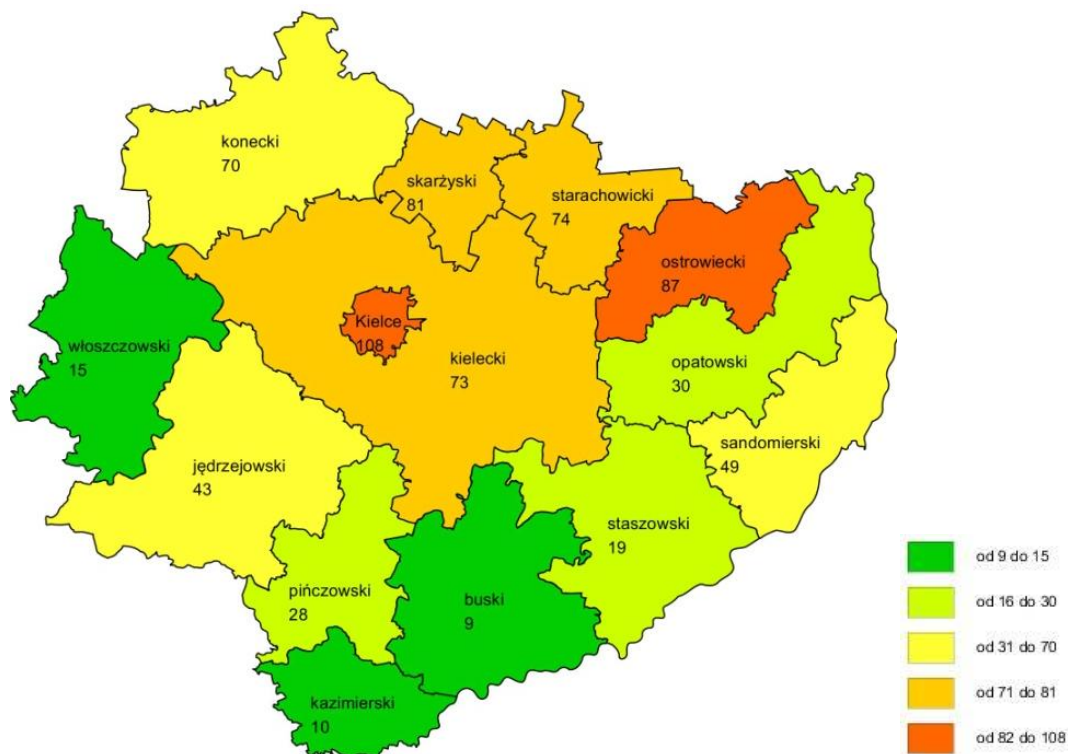 konecki
70
skarżyski
81
starachowicki
74
ostrowiecki
87
Kielce
108
włoszczowski
15
kielecki
73
opatowski
30
sandomierski
49
jędrzejowski
43
staszowski
19
pińczowski
28
buski
9
kazimierski
10
od 9 do 15
od 16 do 30
od 31 do 70
od 71 do 81
od 82 do 108